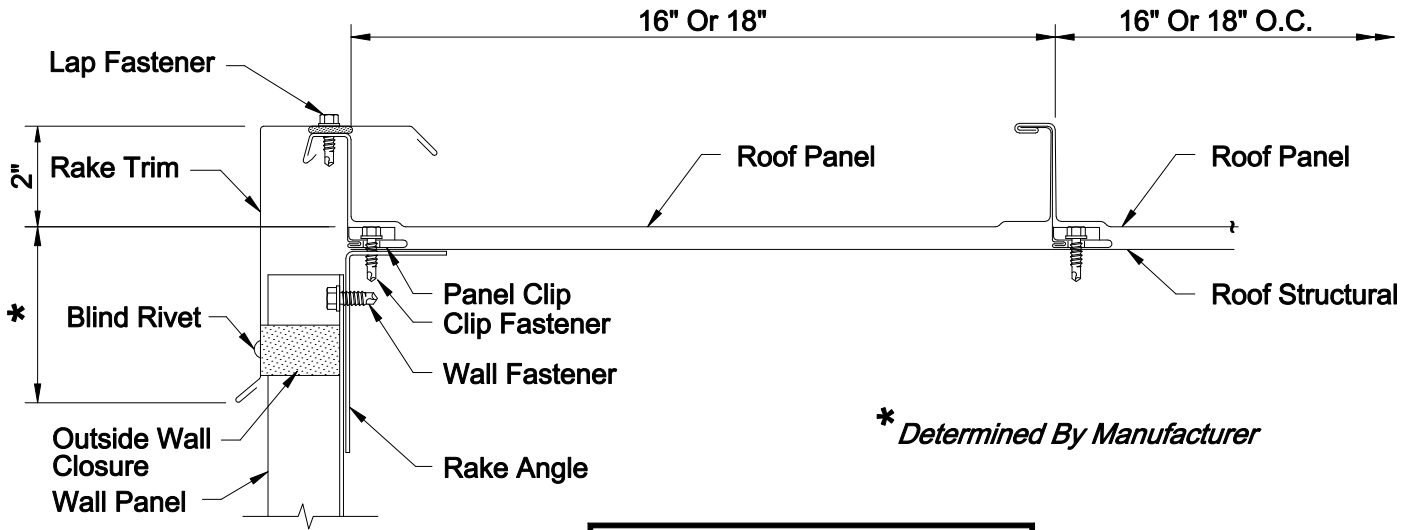 16" Or 18"
16" Or 18" O.C.
Lap Fastener
2"
Rake Trim
Roof Panel
Roof Panel
*
Blind Rivet
Panel Clip
Clip Fastener
Roof Structural
Wall Fastener
* Determined By Manufacturer
Outside Wall
Closure
Rake Angle
Wall Panel